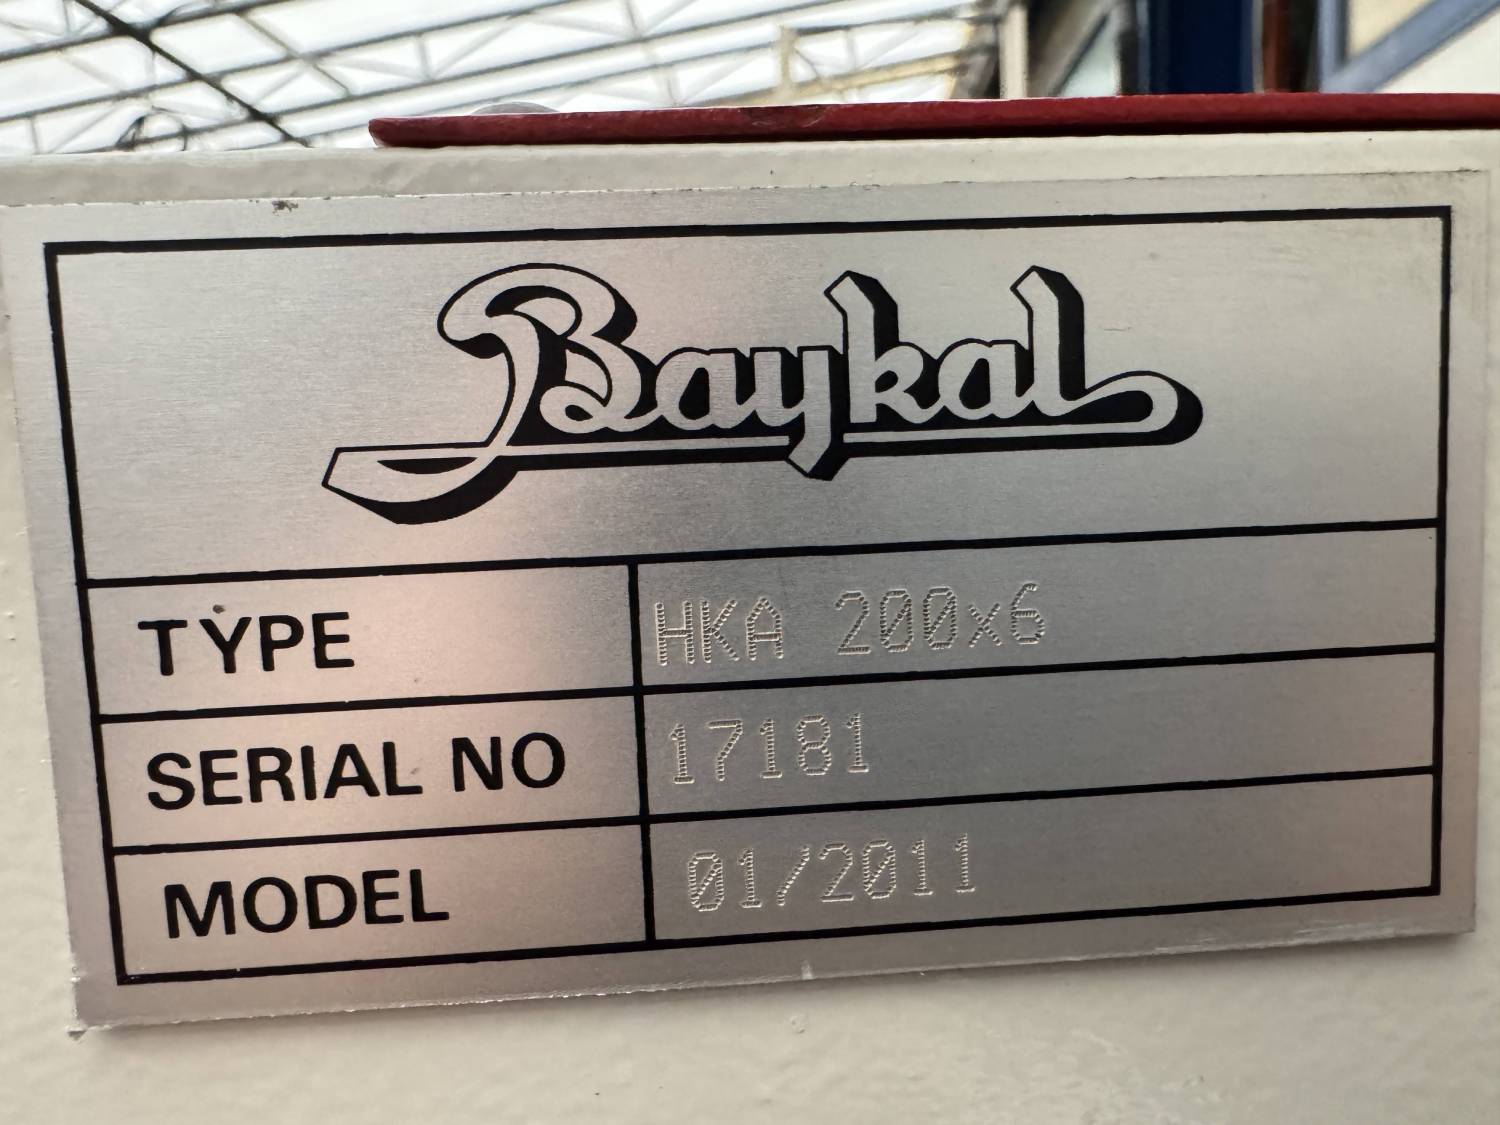 Baykal
TYPE HKA 200x6
SERIAL NO 17181
MODEL 01/2011